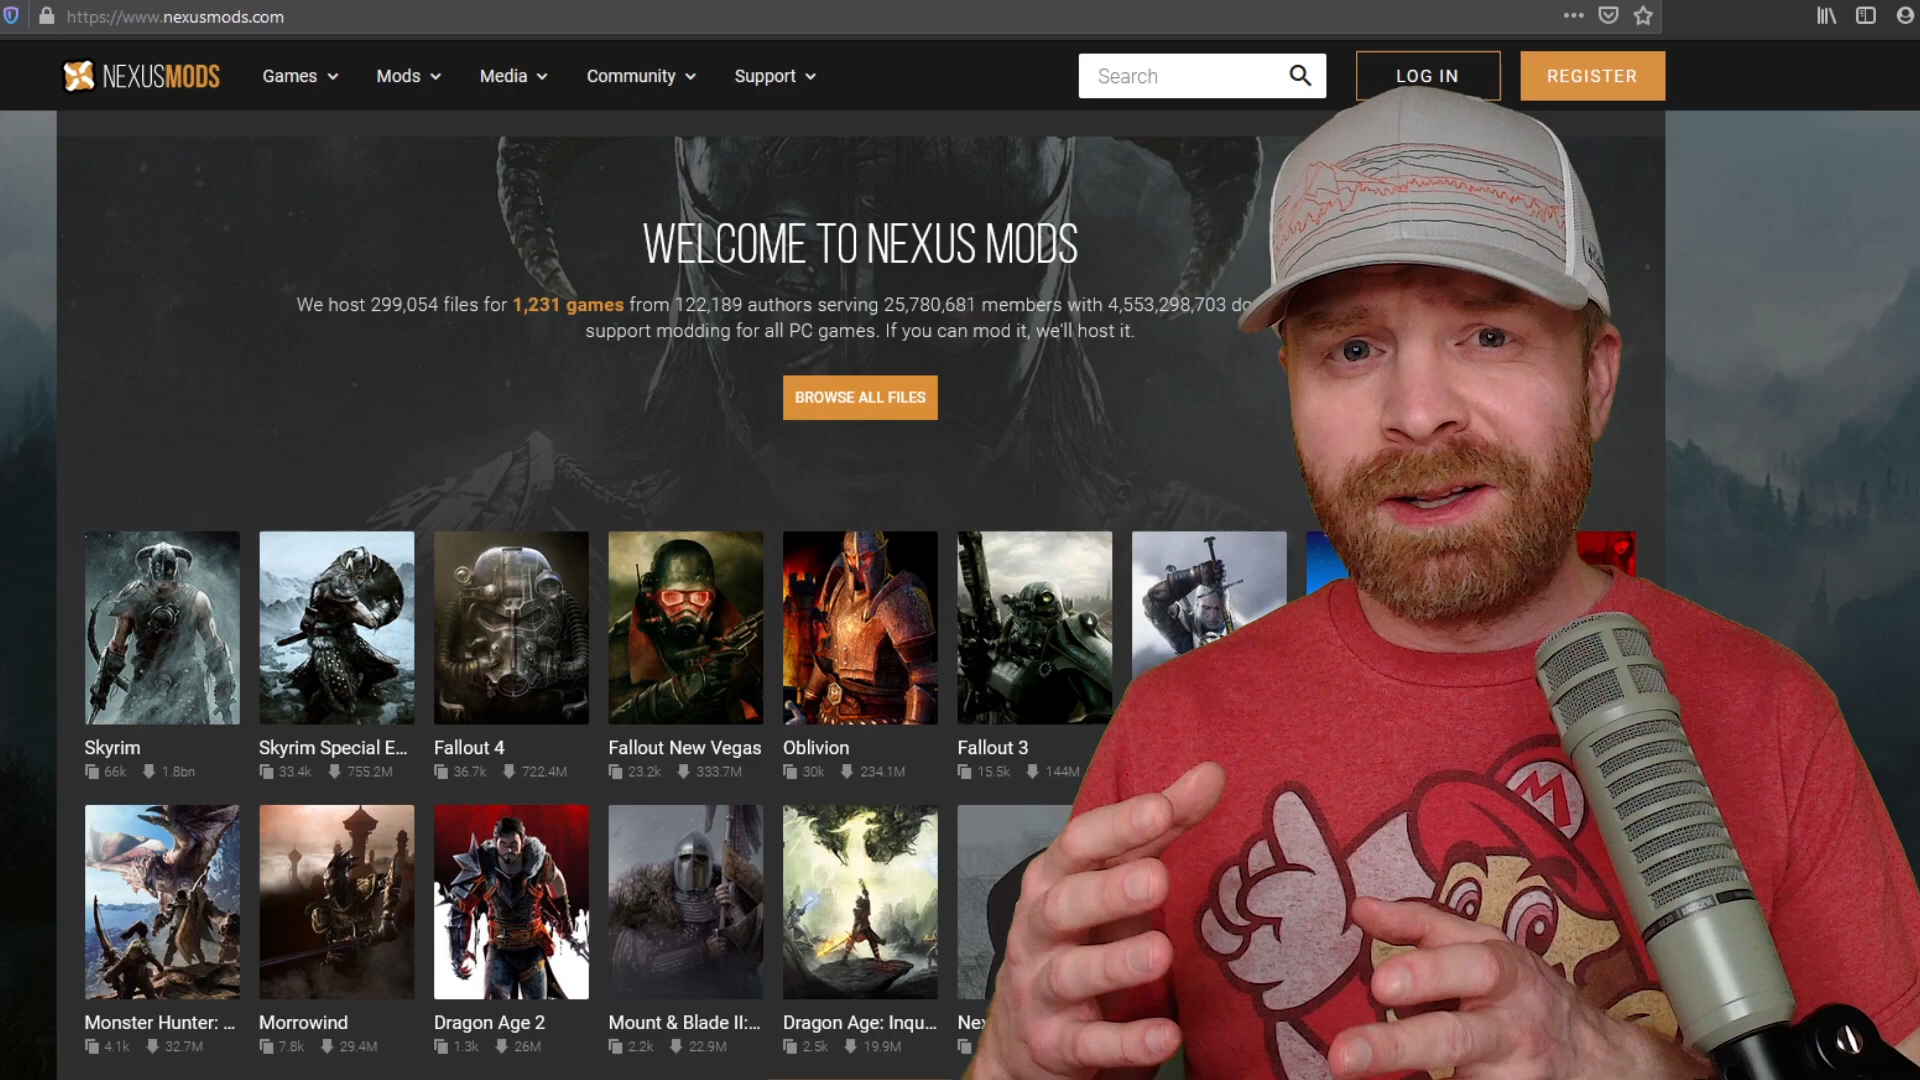 https://www.nexusmods.com
NEXUSMODS Games Mods Media Community Support Search LOG IN REGISTER
WELCOME TO NEXUS MODS
We host 299,054 files for 1,231 games from 122,189 authors serving 25,780,681 members with 4,553,298,703 do
support modding for all PC games. If you can mod it, we'll host it.
BROWSE ALL FILES
Skyrim Skyrim Special E... Fallout 4 Fallout New Vegas Oblivion Fallout 3
66k 1.8bn 33.4k 755.2M 36.7k 722.4M 23.2k 333.7M 30k 234.1M 15.5k 144M
M
Monster Hunter: ... Morrowind Dragon Age 2 Mount & Blade II:... Dragon Age: Inqu... Nex
4.1k 32.7M 7.8k 29.4M 1.3k 26M 2.2k 22.9M 2.5k 19.9M